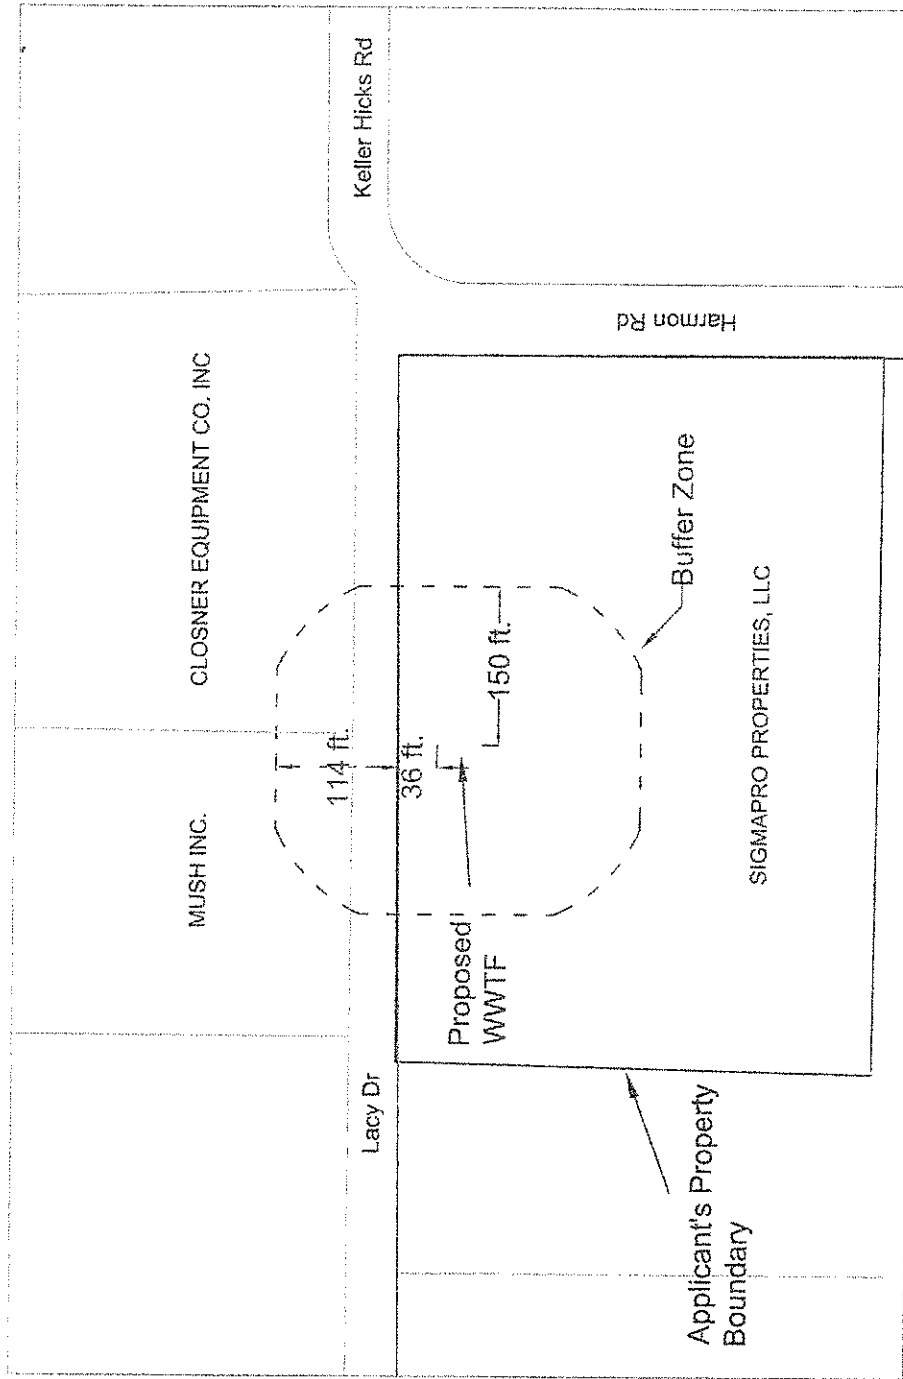 Keller Hicks Rd
Harmon Rd
CLOSNER EQUIPMENT CO. INC
MUSH INC.
114 ft.
36 ft.
150 ft.
Buffer Zone
Proposed
WWTF
SIGMAPRO PROPERTIES, LLC
Lacy Dr
Applicant's Property
Boundary